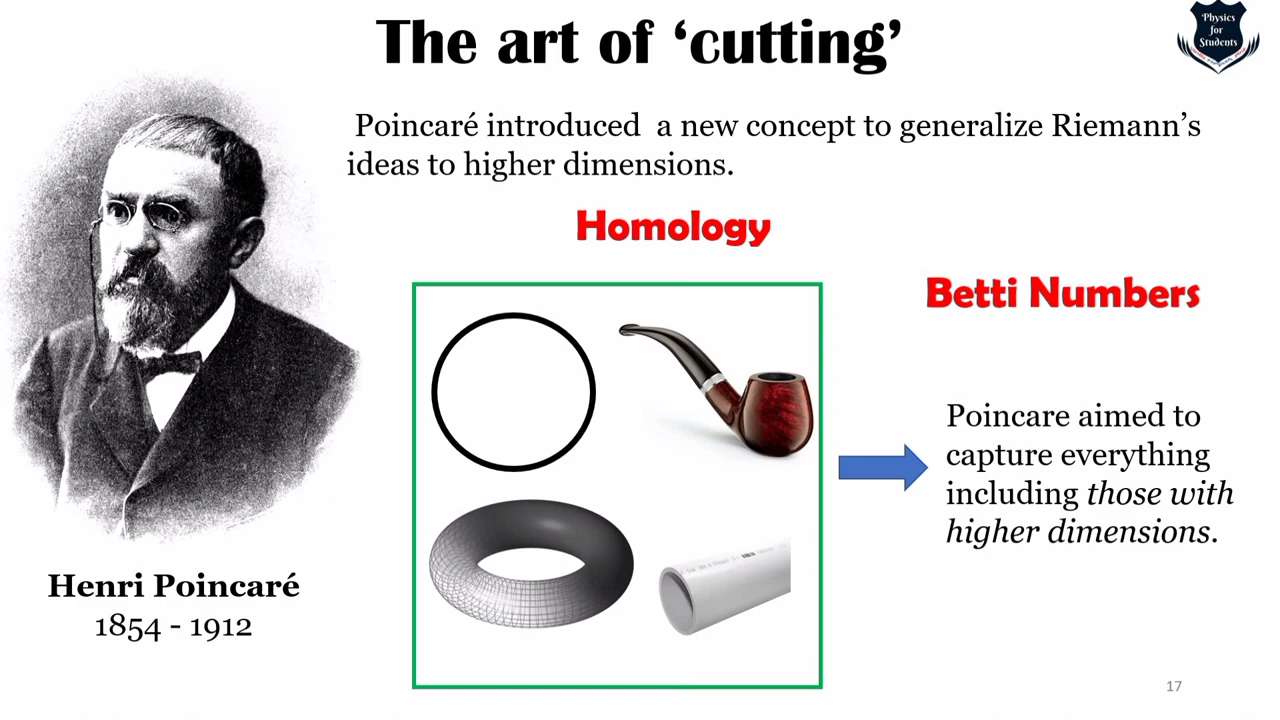 The art of ‘cutting’
Physics
for
Students
Poincaré introduced a new concept to generalize Riemann’s
ideas to higher dimensions.
Homology
Betti Numbers
Poincare aimed to
capture everything
including those with
higher dimensions.
Henri Poincaré
1854 - 1912
17